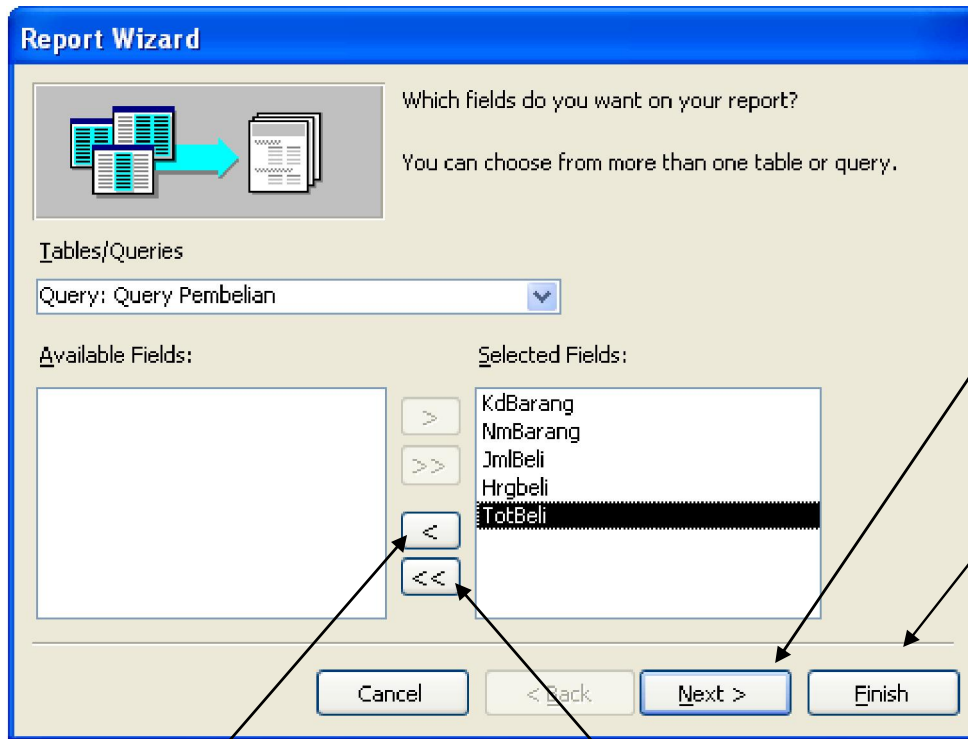 Report Wizard
Which fields do you want on your report?
You can choose from more than one table or query.
Tables/Queries
Query: Query Pembelian
Available Fields:
Selected Fields:
>
>>
<
<<
KdBarang
NmBarang
JmlBeli
Hrgbeli
TotBeli
Cancel
< Back
Next >
Finish